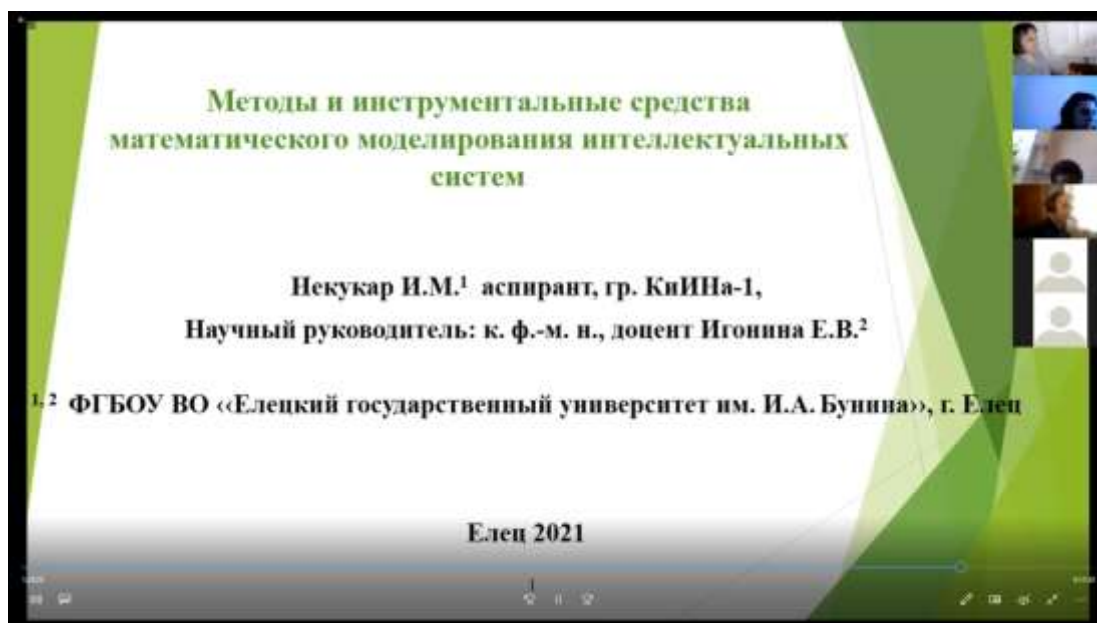 Методы и инструментальные средства
математического моделирования интеллектуальных
систем
Некукар И.М.¹ аспирант, гр. КиИНа-1,
Научный руководитель: к. ф.-м. н., доцент Игонина Е.В.²
¹, ² ФГБОУ ВО ‹‹Елецкий государственный университет им. И.А. Бунина››, г. Елец
Елец 2021
1